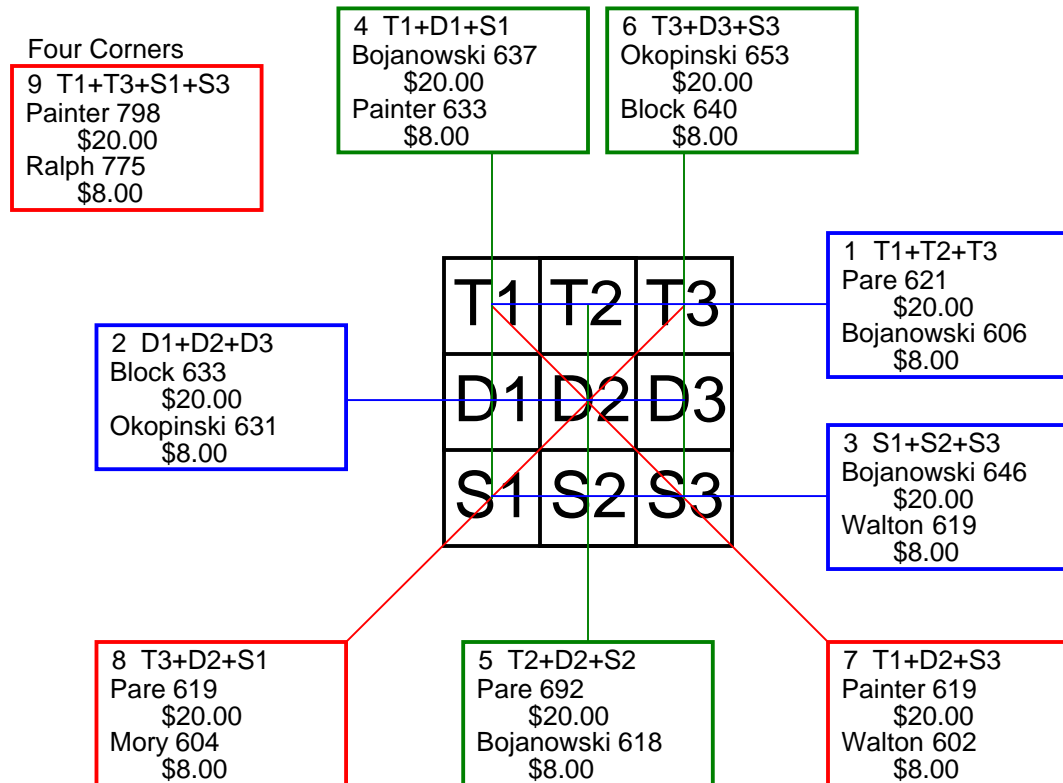 Four Corners
9 T1+T3+S1+S3
Painter 798
$20.00
Ralph 775
$8.00
4 T1+D1+S1
Bojanowski 637
$20.00
Painter 633
$8.00
6 T3+D3+S3
Okopinski 653
$20.00
Block 640
$8.00
1 T1+T2+T3
Pare 621
$20.00
Bojanowski 606
$8.00
2 D1+D2+D3
Block 633
$20.00
Okopinski 631
$8.00
T1 T2 T3
D1 D2 D3
S1 S2 S3
3 S1+S2+S3
Bojanowski 646
$20.00
Walton 619
$8.00
8 T3+D2+S1
Pare 619
$20.00
Mory 604
$8.00
5 T2+D2+S2
Pare 692
$20.00
Bojanowski 618
$8.00
7 T1+D2+S3
Painter 619
$20.00
Walton 602
$8.00